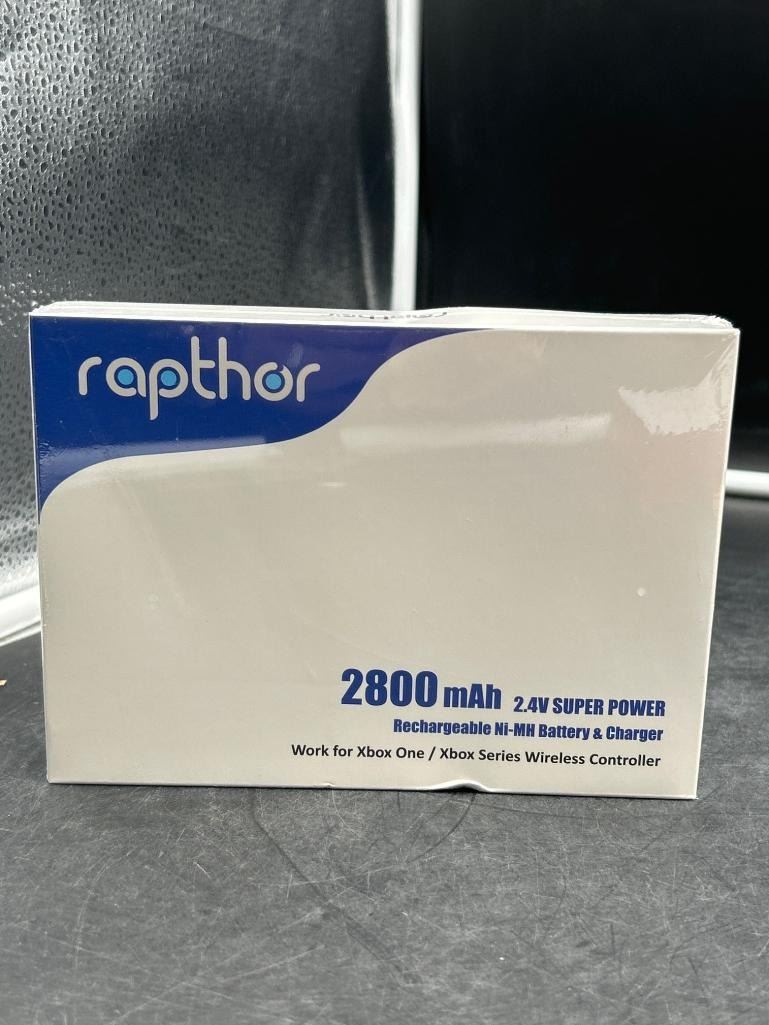 rapthor
2800 mAh 2.4V SUPER POWER
Rechargeable Ni-MH Battery & Charger
Work for Xbox One / Xbox Series Wireless Controller